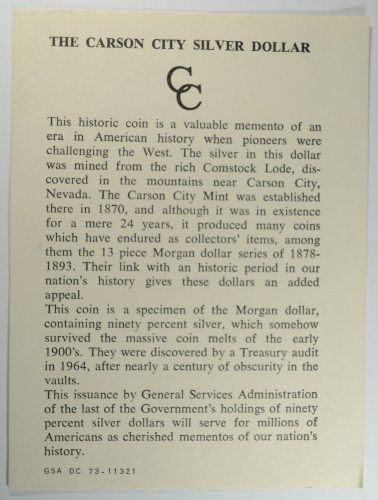 THE CARSON CITY SILVER DOLLAR
CC
This historic coin is a valuable memento of an
era in American history when pioneers were
challenging the West. The silver in this dollar
was mined from the rich Comstock Lode, dis-
covered in the mountains near Carson City,
Nevada. The Carson City Mint was established
there in 1870, and although it was in existence
for a mere 24 years, it produced many coins
which have endured as collectors' items, among
them the 13 piece Morgan dollar series of 1878-
1893. Their link with an historic period in our
nation's history gives these dollars an added
appeal.
This coin is a specimen of the Morgan dollar,
containing ninety percent silver, which somehow
survived the massive coin melts of the early
1900's. They were discovered by a Treasury audit
in 1964, after nearly a century of obscurity in the
vaults.
This issuance by General Services Administration
of the last of the Government's holdings of ninety
percent silver dollars will serve for millions of
Americans as cherished mementos of our nation's
history.
GSA DC 73-11321